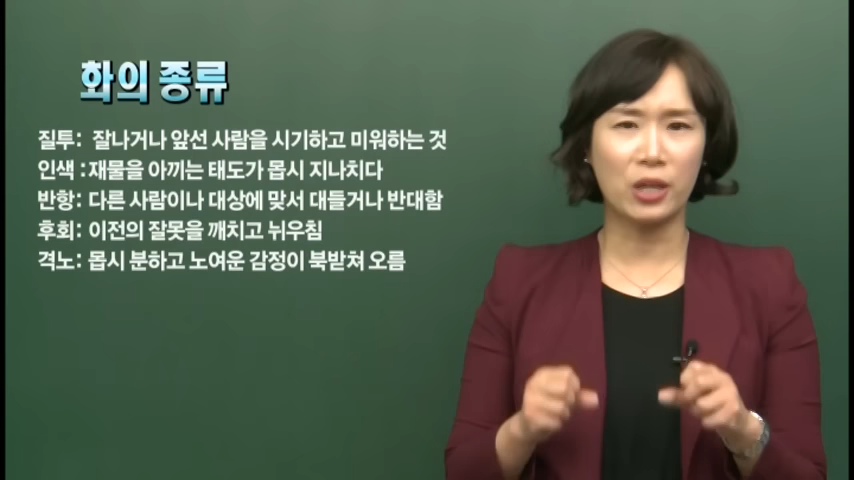 화의 종류
질투: 잘나거나 앞선 사람을 시기하고 미워하는 것
인색 : 재물을 아끼는 태도가 몹시 지나치다
반항: 다른 사람이나 대상에 맞서 대들거나 반대함
후회: 이전의 잘못을 깨치고 뉘우침
격노: 몹시 분하고 노여운 감정이 북받쳐 오름